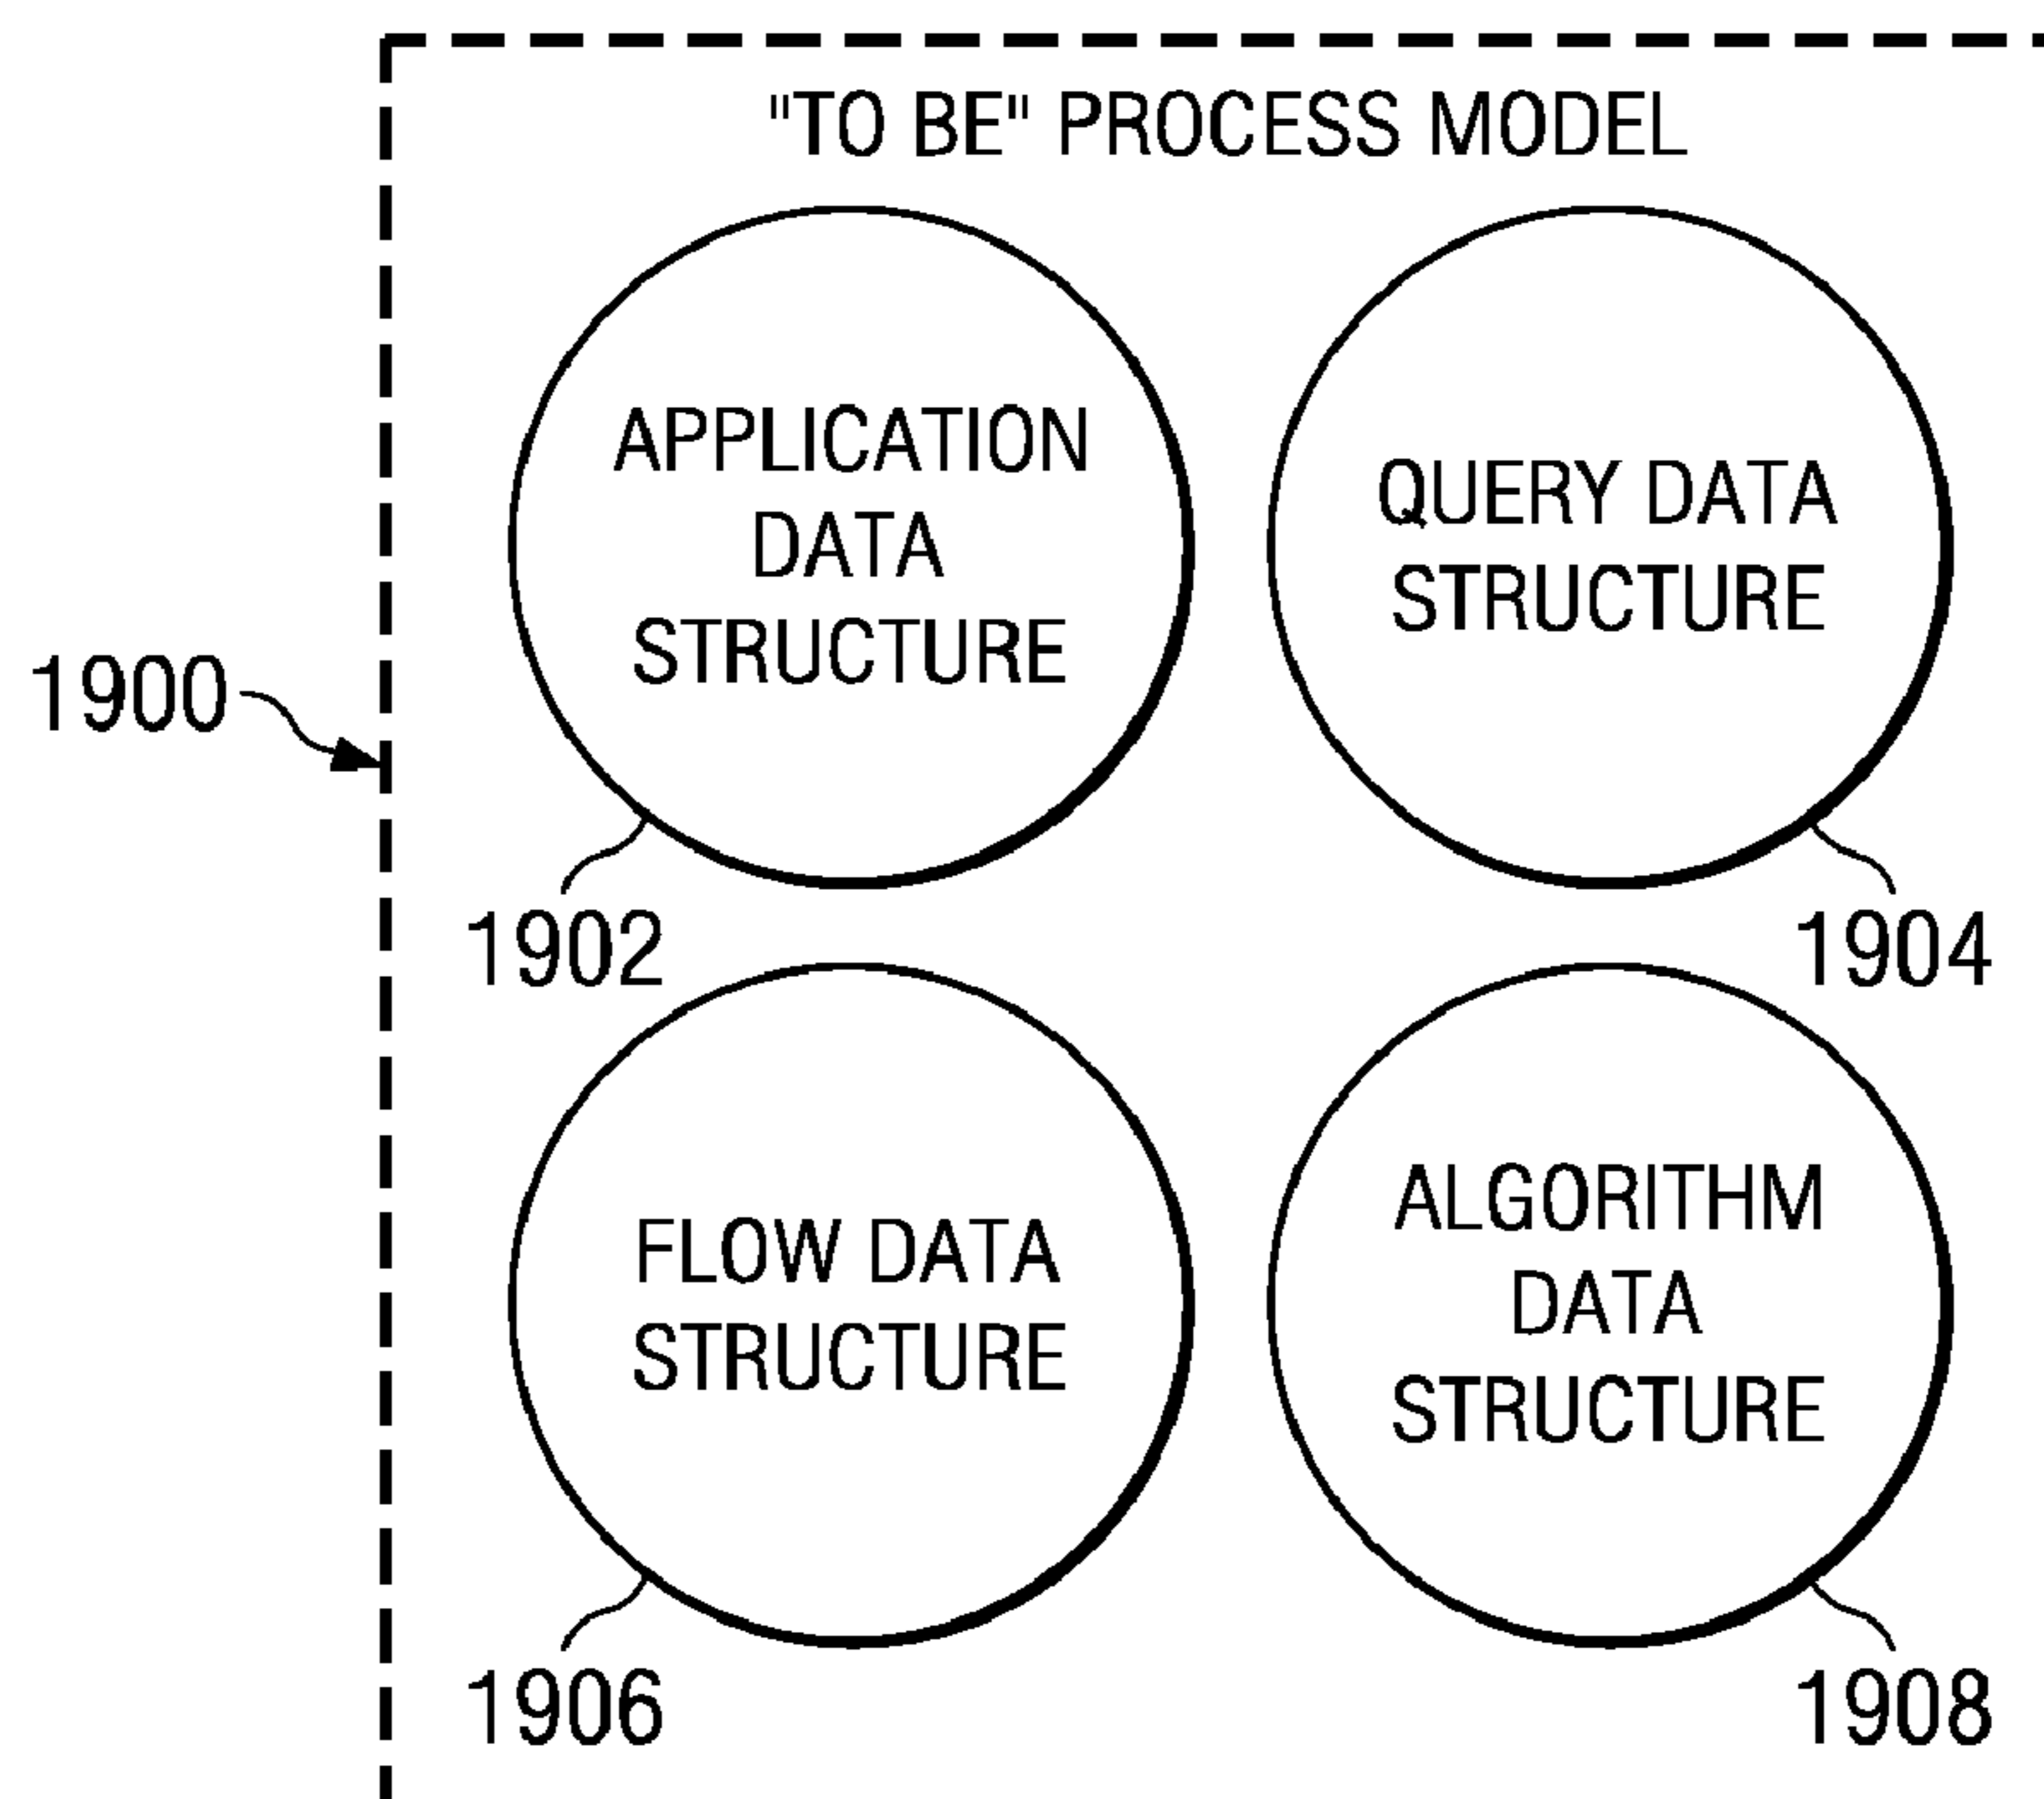 "TO BE" PROCESS MODEL
APPLICATION
DATA
STRUCTURE
QUERY DATA
STRUCTURE
1900
1902
1904
FLOW DATA
STRUCTURE
ALGORITHM
DATA
STRUCTURE
1906
1908